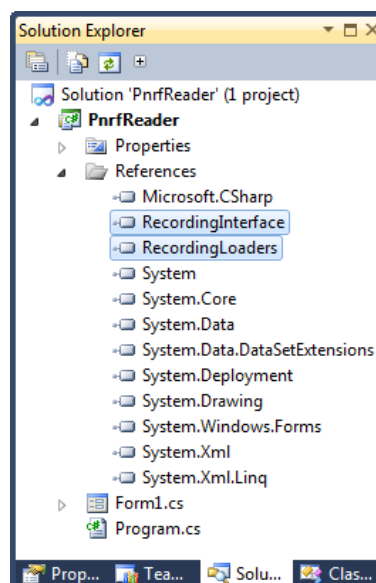 Solution Explorer
Solution 'PnrfReader' (1 project)
PnrfReader
Properties
References
Microsoft.CSharp
RecordingInterface
RecordingLoaders
System
System.Core
System.Data
System.Data.DataSetExtensions
System.Deployment
System.Drawing
System.Windows.Forms
System.Xml
System.Xml.Linq
Form1.cs
Program.cs
Prop... Tea... Solu... Clas...